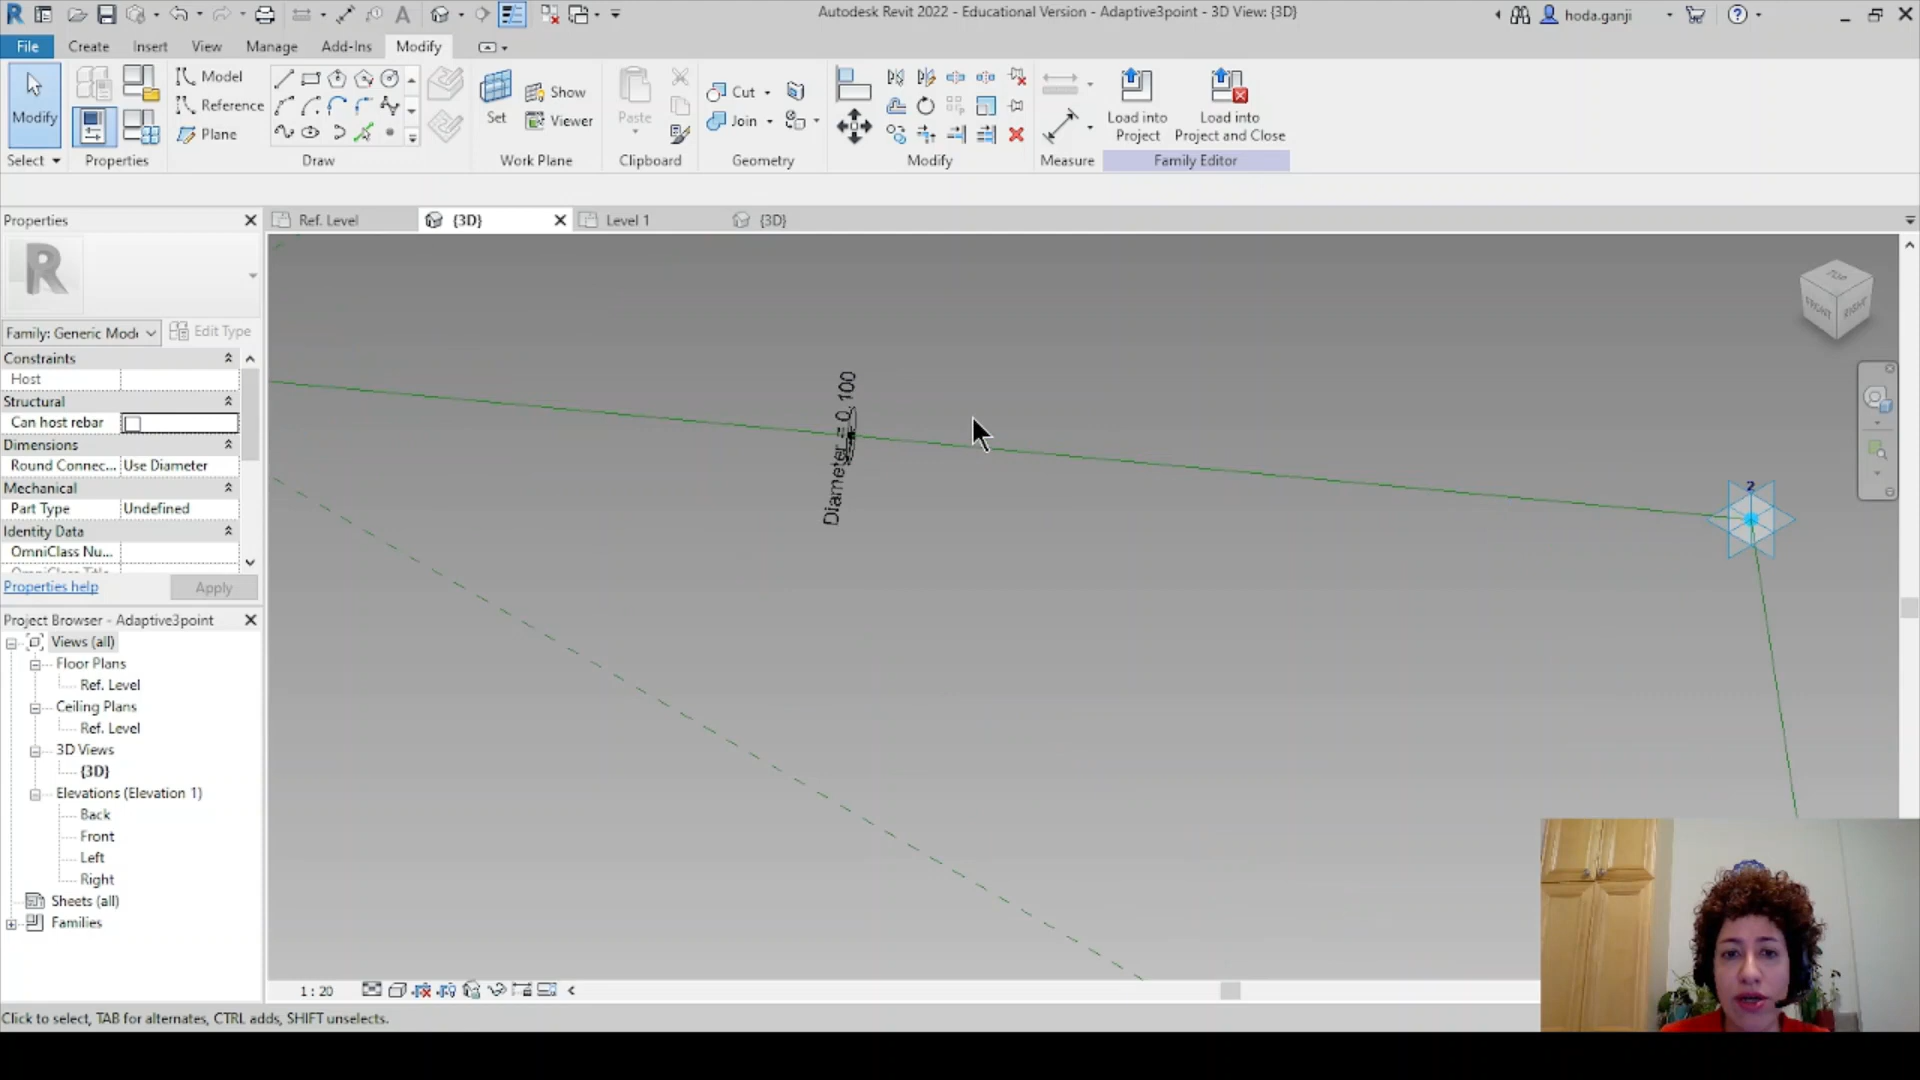 Autodesk Revit 2022 - Educational Version - Adaptive3point - 3D View: {3D}
hoda.ganji
File
Create
Insert
View
Manage
Add-Ins
Modify
Modify
Select
Properties
Model
Reference
Plane
Draw
Set
Show
Viewer
Work Plane
Paste
Clipboard
Cut
Join
Geometry
Modify
Measure
Load into
Project
Load into
Project and Close
Family Editor
Properties
Ref. Level
{3D}
Level 1
{3D}
Family: Generic Mod
Edit Type
Constraints
Host
Structural
Can host rebar
Dimensions
Round Connec... Use Diameter
Mechanical
Part Type Undefined
Identity Data
OmniClass Nu...
Properties help
Apply
Project Browser - Adaptive3point
Views (all)
Floor Plans
Ref. Level
Ceiling Plans
Ref. Level
3D Views
{3D}
Elevations (Elevation 1)
Back
Front
Left
Right
Sheets (all)
Families
Diameter = 0.100
2
TOP
FRONT
RIGHT
1 : 20
Click to select, TAB for alternates, CTRL adds, SHIFT unselects.